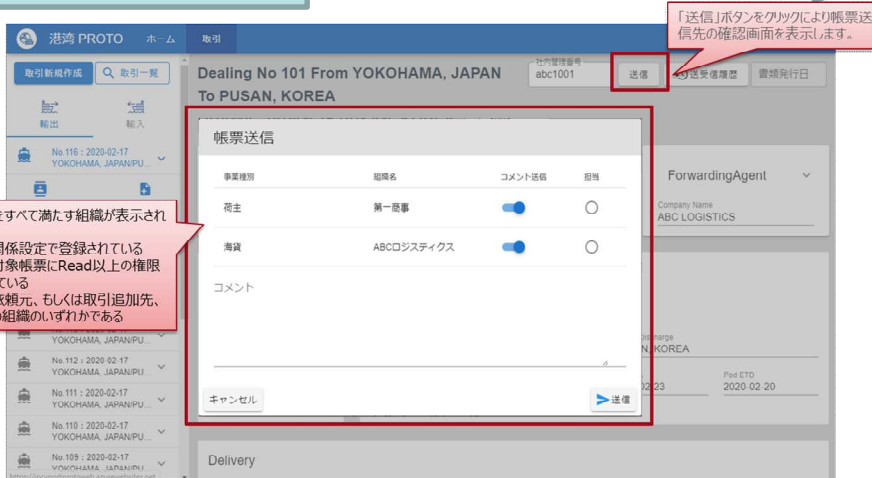 「送信」ボタンをクリックにより帳票送
信先の確認画面を表示します。
港湾 PROTO
ホーム
取引
取引新規作成
取引一覧
Dealing No 101 From YOKOHAMA, JAPAN
To PUSAN, KOREA
社内管理番号
abc1001
送信
送受信履歴
書類発行日
輸出
輸入
No.116 : 2020-02-17
YOKOHAMA, JAPAN/PU...
をすべて満たす組織が表示され
関係設定で登録されている
対象帳票にRead以上の権限
ている
依頼元、もしくは取引追加先、
の組織のいずれかである
帳票送信
事業種別
組織名
コメント送信
担当
荷主
第一商事
海貨
ABCロジスティクス
コメント
キャンセル
送信
ForwardingAgent
Company Name
ABC LOGISTICS
Discharge
N, KOREA
02-23
Pod ETD
2020-02-20
YOKOHAMA, JAPAN/PU...
No.112 : 2020-02-17
YOKOHAMA, JAPAN/PU...
No.111 : 2020-02-17
YOKOHAMA, JAPAN/PU...
No.110 : 2020-02-17
YOKOHAMA, JAPAN/PU...
No.109 : 2020-02-17
YOKOHAMA, JAPAN/PU
Delivery